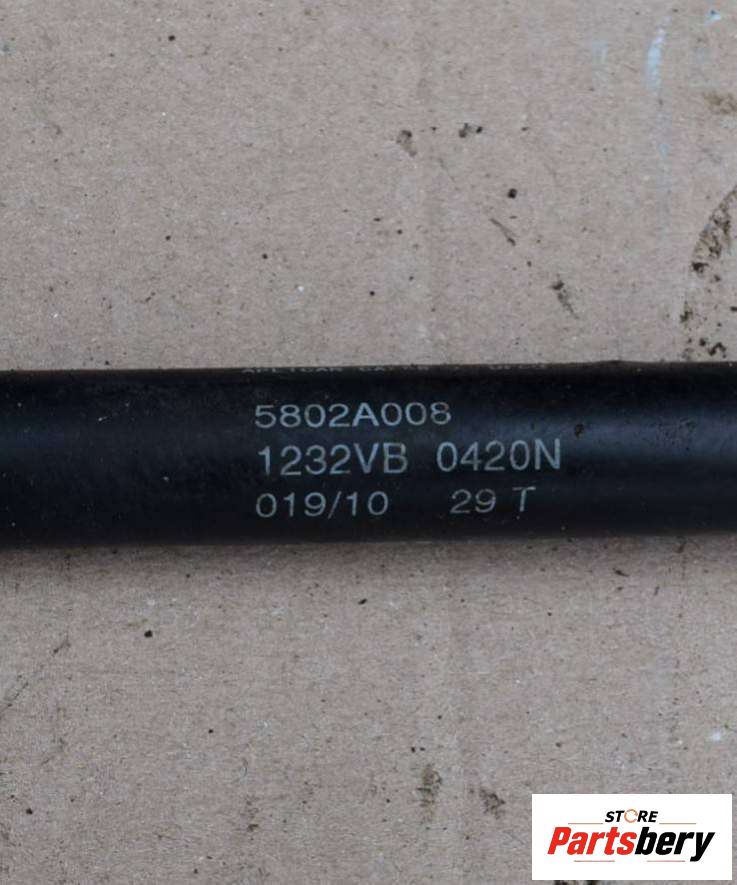 5802A008
1232VB 0420N
019/10 29 T
STORE
Partsbery